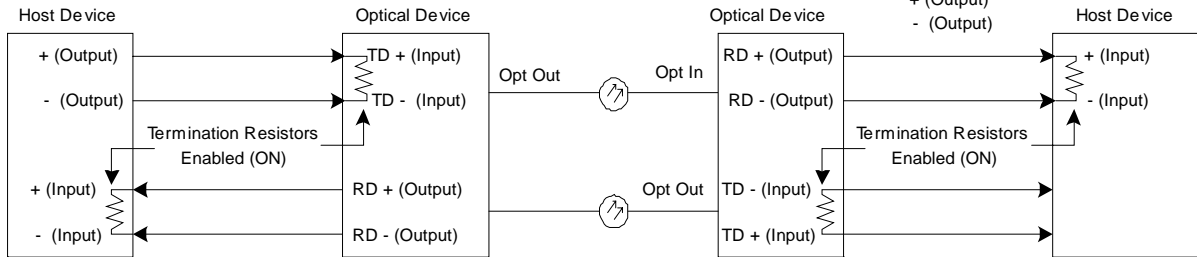 + (Output)
- (Output)
Host Device
Optical Device
Optical Device
Host Device
+ (Output)
TD + (Input)
RD + (Output)
+ (Input)
Opt Out
Opt In
- (Output)
TD - (Input)
RD - (Output)
- (Input)
Termination Resistors
Enabled (ON)
Termination Resistors
Enabled (ON)
+ (Input)
RD + (Output)
Opt Out
TD - (Input)
- (Input)
RD - (Output)
TD + (Input)